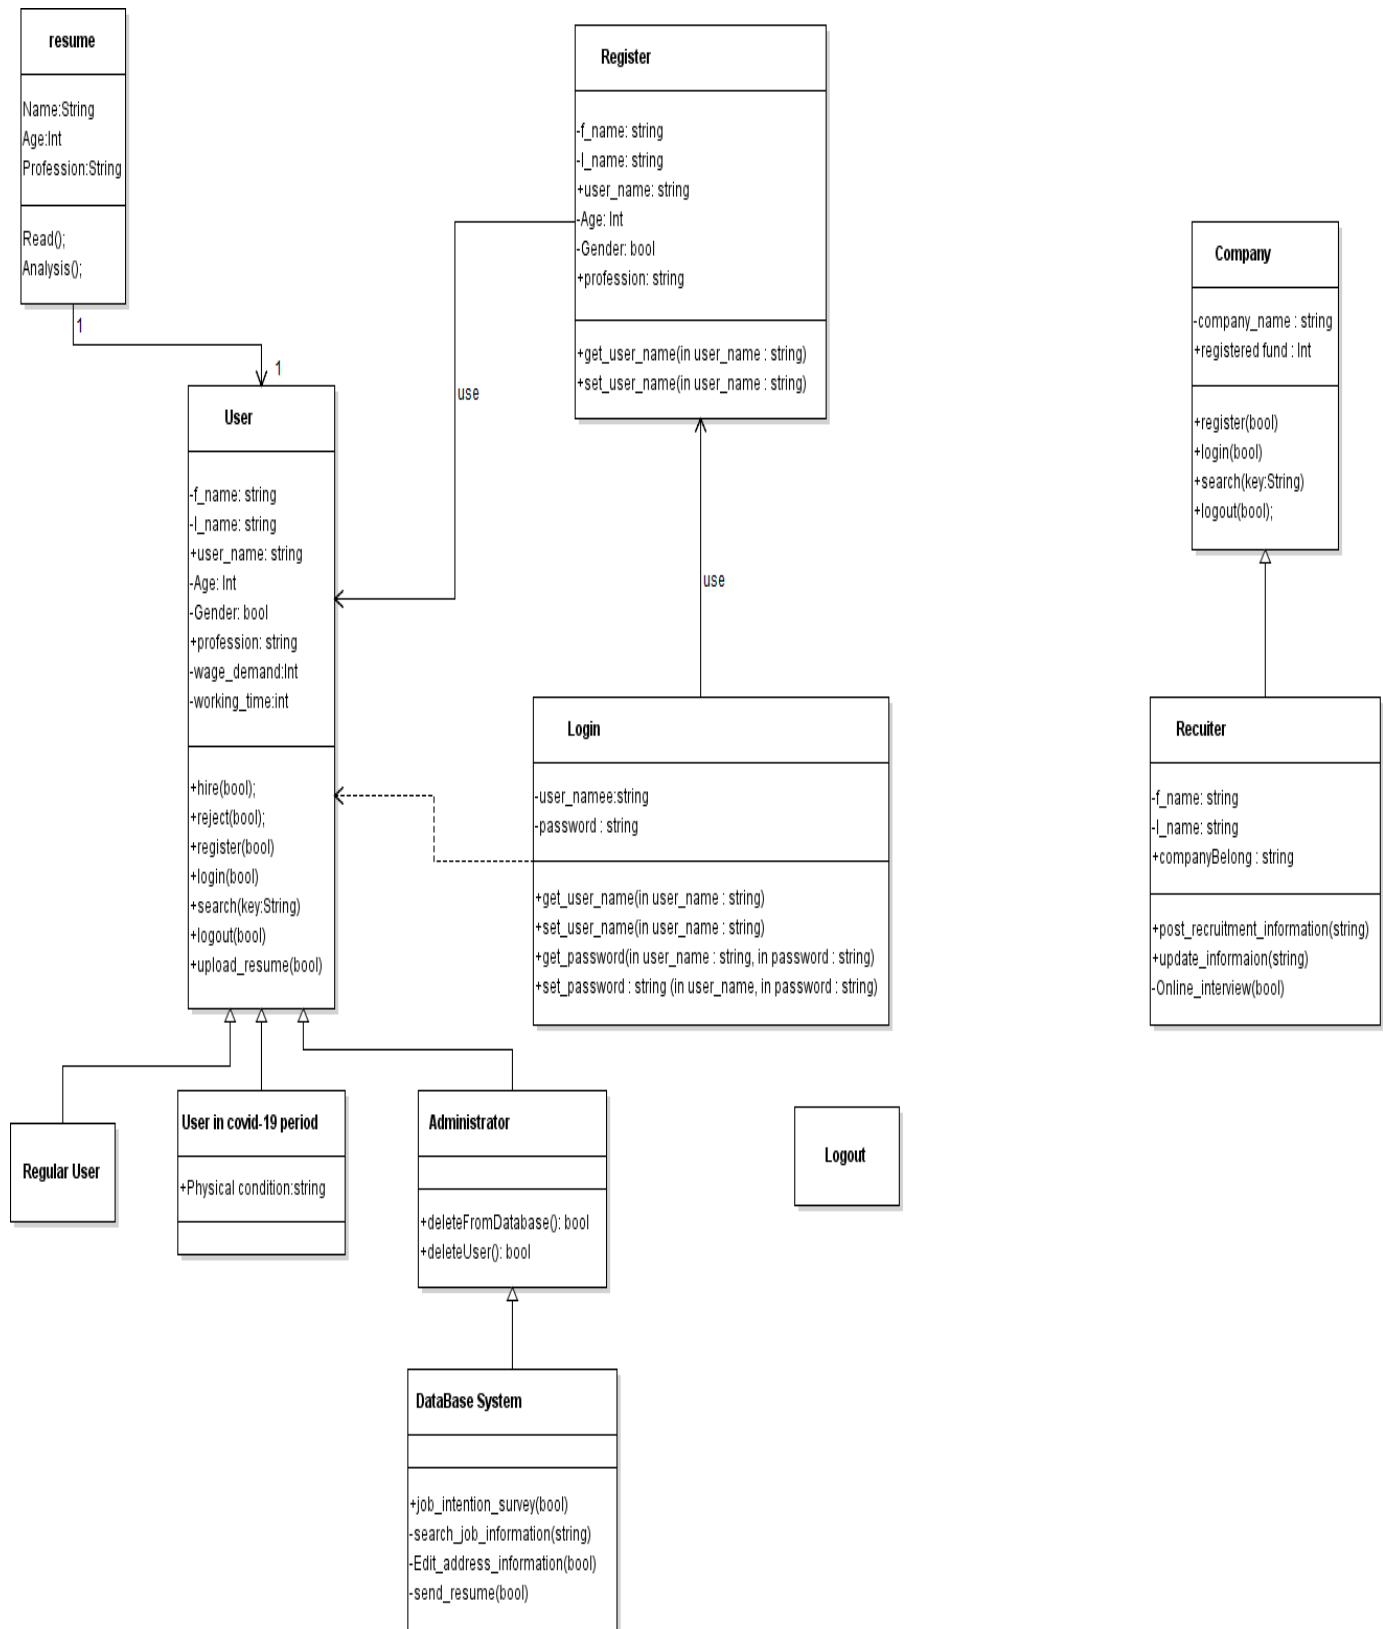 resume
Name:String
Age:Int
Profession:String
Read();
Analysis();
1
1
Register
-f_name: string
-l_name: string
+user_name: string
-Age: Int
-Gender: bool
+profession: string
+get_user_name(in user_name : string)
+set_user_name(in user_name : string)
use
use
Company
-company_name : string
+registered fund : Int
+register(bool)
+login(bool)
+search(key:String)
+logout(bool);
User
-f_name: string
-l_name: string
+user_name: string
-Age: Int
-Gender: bool
+profession: string
-wage_demand:Int
-working_time:int
+hire(bool);
+reject(bool);
+register(bool)
+login(bool)
+search(key:String)
+logout(bool)
+upload_resume(bool)
Login
-user_namee:string
-password : string
+get_user_name(in user_name : string)
+set_user_name(in user_name : string)
+get_password(in user_name : string, in password : string)
+set_password : string (in user_name, in password : string)
Recuiter
-f_name: string
-l_name: string
+companyBelong : string
+post_recruitment_information(string)
+update_informaion(string)
-Online_interview(bool)
Regular User
User in covid-19 period
+Physical condition:string
Administrator
+deleteFromDatabase(): bool
+deleteUser(): bool
Logout
DataBase System
+job_intention_survey(bool)
-search_job_information(string)
-Edit_address_information(bool)
-send_resume(bool)